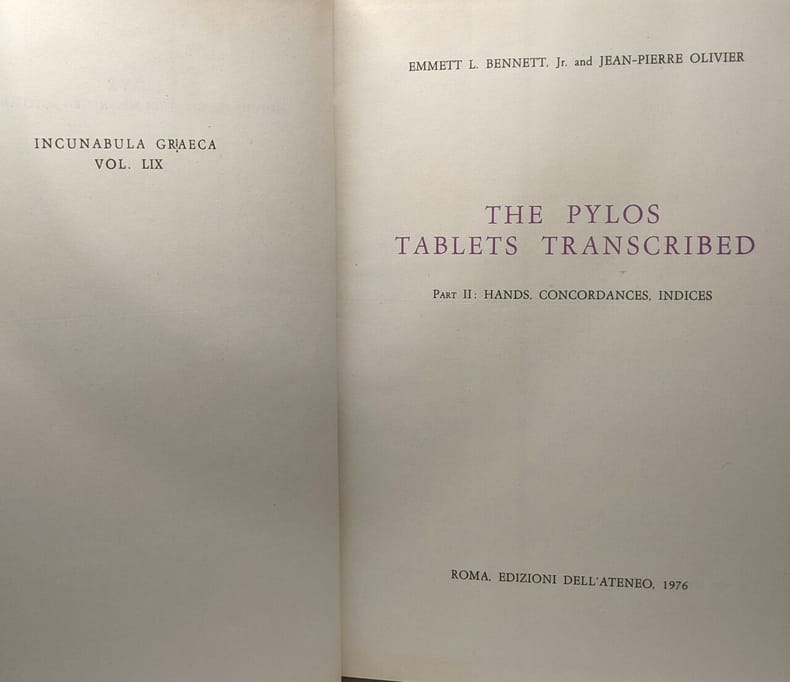 INCUNABULA GRAECA
VOL. LIX
EMMETT L. BENNETT, Jr. and JEAN-PIERRE OLIVIER
THE PYLOS
TABLETS TRANSCRIBED
PART II: HANDS, CONCORDANCES, INDICES
ROMA, EDIZIONI DELL'ATENEO, 1976